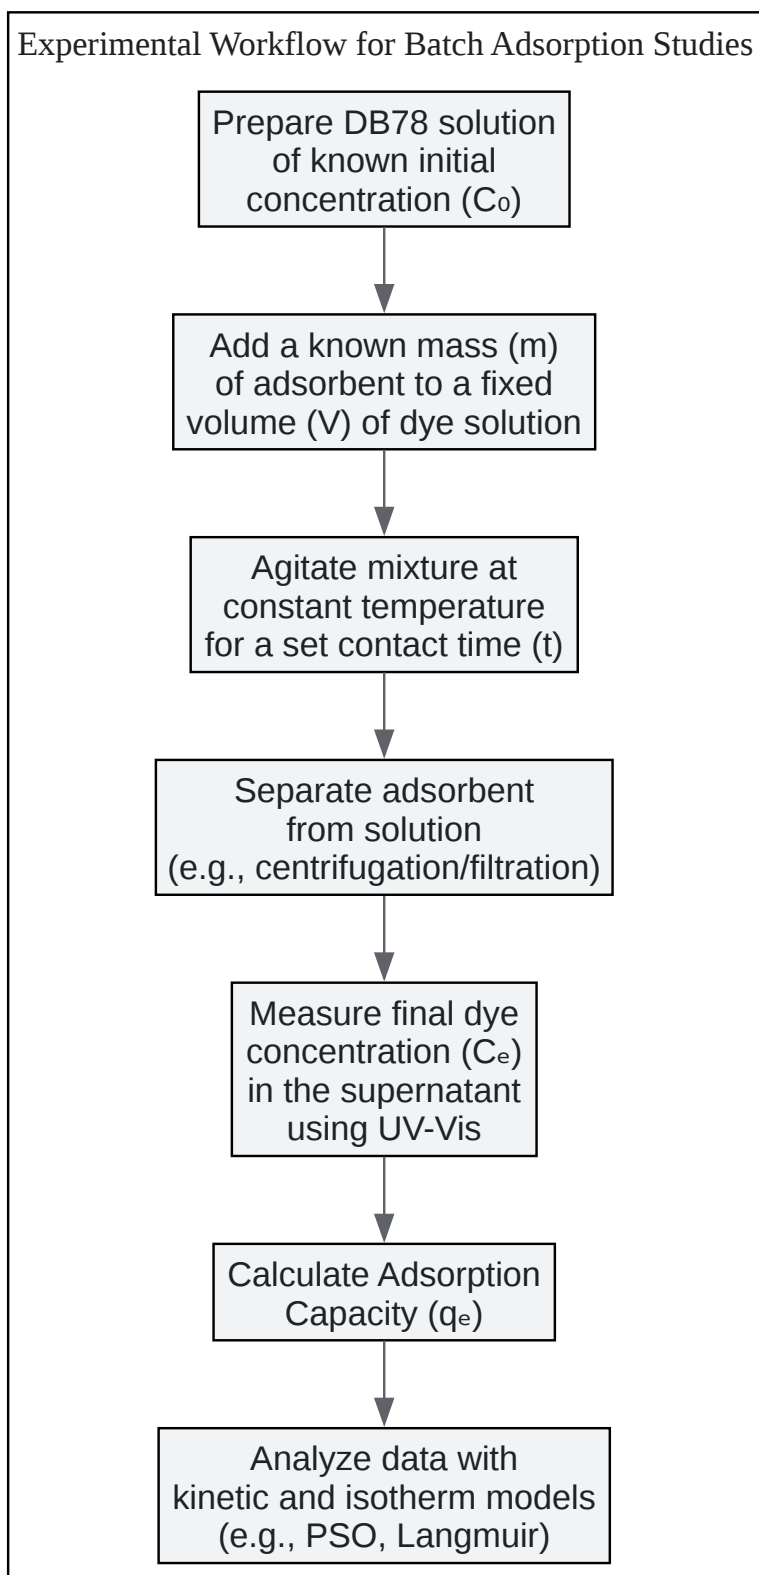 Experimental Workflow for Batch Adsorption Studies
Prepare DB78 solution
of known initial
concentration (C₀)
Add a known mass (m)
of adsorbent to a fixed
volume (V) of dye solution
Agitate mixture at
constant temperature
for a set contact time (t)
Separate adsorbent
from solution
(e.g., centrifugation/filtration)
Measure final dye
concentration (Cₑ)
in the supernatant
using UV-Vis
Calculate Adsorption
Capacity (qₑ)
Analyze data with
kinetic and isotherm models
(e.g., PSO, Langmuir)